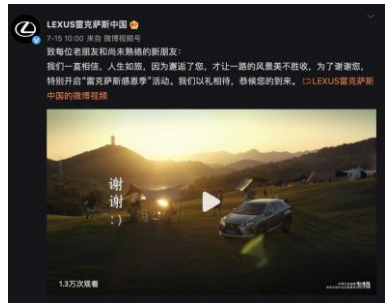 LEXUS雷克萨斯中国
7-15 10:00 来自 微博视频号
致每位老朋友和尚未熟络的新朋友：
我们一直相信，人生如旅，因为邂逅了您，才让一路的风景美不胜收，为了谢谢您，
特别开启“雷克萨斯感恩季”活动。我们以礼相待，恭候您的到来。 LEXUS雷克萨斯
中国的微博视频
谢
谢
:)
1.3万次观看
1:15